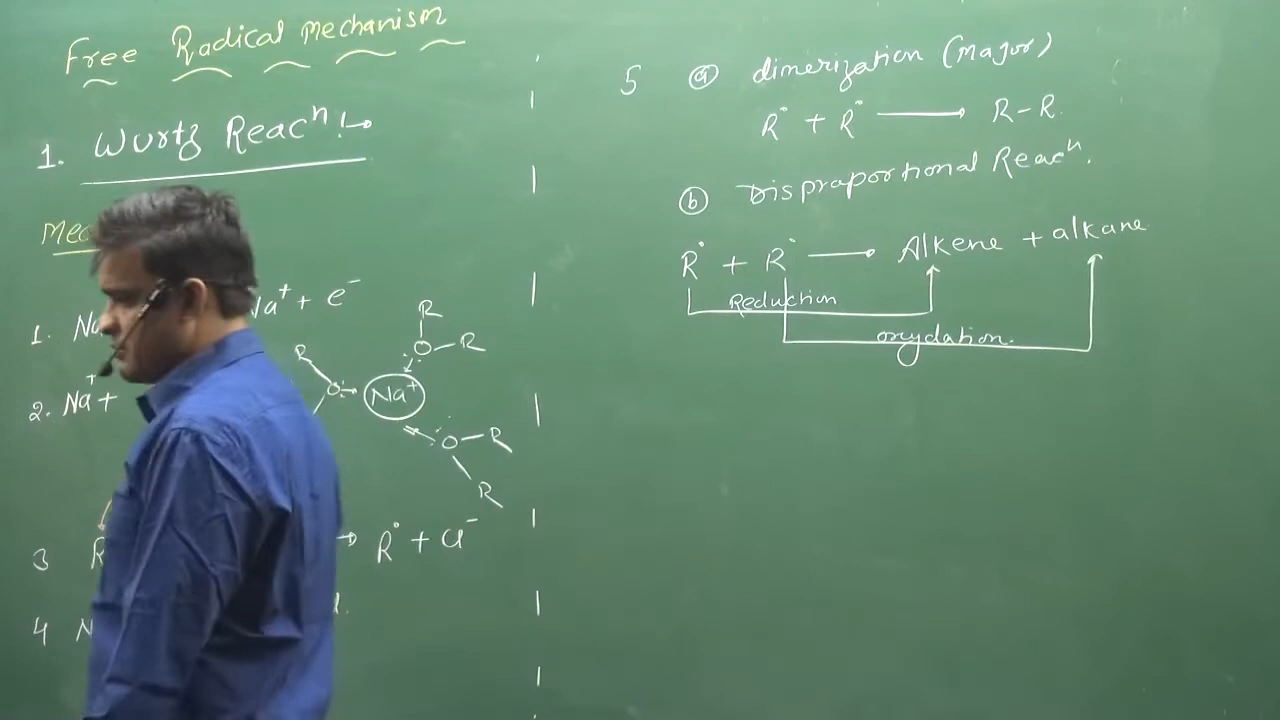 Free Radical mechanism
1. Wurtz Reacⁿ :→
1. Na
Na⁺ + e⁻
2. Na⁺ +
R
O
R
R
O
Na⁺
O
R
R
3 R
→ R• + Cl⁻
4 N
5 (a) dimerization (major)
R• + R• → R-R
(b) Dispraportional Reacⁿ.
R• + R• → Alkene + alkane
Reduction
oxydation.